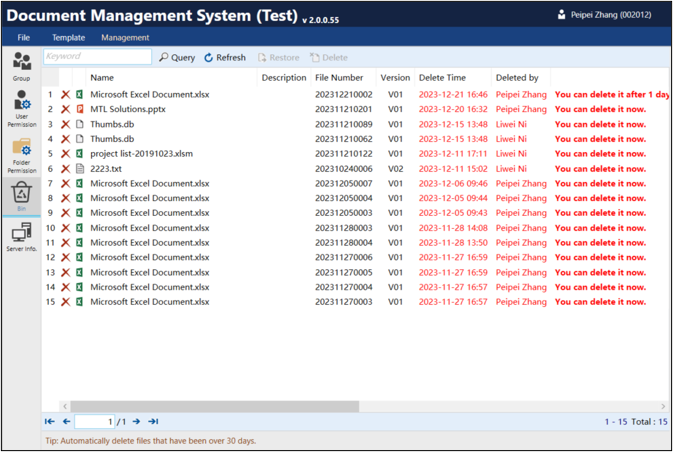 Document Management System (Test) v 2.0.0.55
Peipei Zhang (002012)
File Template Management
Keyword Query Refresh Restore Delete
Group
User Permission
Folder Permission
Bin
Server Info.
Name Description File Number Version Delete Time Deleted by
1 Microsoft Excel Document.xlsx 202312210002 V01 2023-12-21 16:46 Peipei Zhang You can delete it after 1 day
2 MTL Solutions.pptx 202311210201 V01 2023-12-20 16:32 Peipei Zhang You can delete it now.
3 Thumbs.db 202311210089 V01 2023-12-15 13:48 Liwei Ni You can delete it now.
4 Thumbs.db 202311210062 V01 2023-12-15 13:48 Liwei Ni You can delete it now.
5 project list-20191023.xlsm 202311210122 V01 2023-12-11 17:11 Liwei Ni You can delete it now.
6 2223.txt 202310240006 V02 2023-12-11 15:02 Liwei Ni You can delete it now.
7 Microsoft Excel Document.xlsx 202312050007 V01 2023-12-06 09:46 Peipei Zhang You can delete it now.
8 Microsoft Excel Document.xlsx 202312050004 V01 2023-12-05 09:44 Peipei Zhang You can delete it now.
9 Microsoft Excel Document.xlsx 202312050003 V01 2023-12-05 09:43 Peipei Zhang You can delete it now.
10 Microsoft Excel Document.xlsx 202311280003 V01 2023-11-28 14:08 Peipei Zhang You can delete it now.
11 Microsoft Excel Document.xlsx 202311280004 V01 2023-11-28 13:50 Peipei Zhang You can delete it now.
12 Microsoft Excel Document.xlsx 202311270006 V01 2023-11-27 16:59 Peipei Zhang You can delete it now.
13 Microsoft Excel Document.xlsx 202311270005 V01 2023-11-27 16:59 Peipei Zhang You can delete it now.
14 Microsoft Excel Document.xlsx 202311270004 V01 2023-11-27 16:57 Peipei Zhang You can delete it now.
15 Microsoft Excel Document.xlsx 202311270003 V01 2023-11-27 16:57 Peipei Zhang You can delete it now.
1 / 1 1 - 15 Total : 15
Tip: Automatically delete files that have been over 30 days.